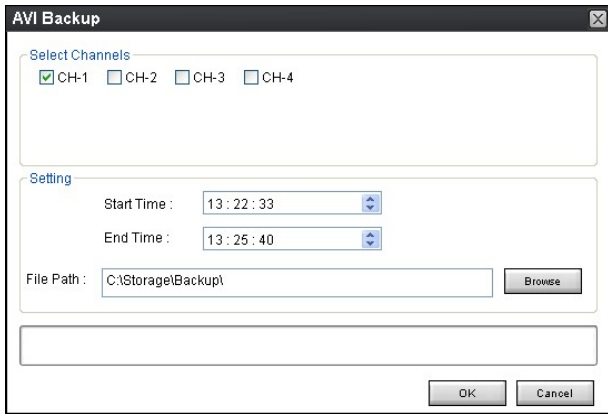 AVI Backup
Select Channels
CH-1 CH-2 CH-3 CH-4
Setting
Start Time : 13 : 22 : 33
End Time : 13 : 25 : 40
File Path : C:\Storage\Backup\ Browse
OK Cancel